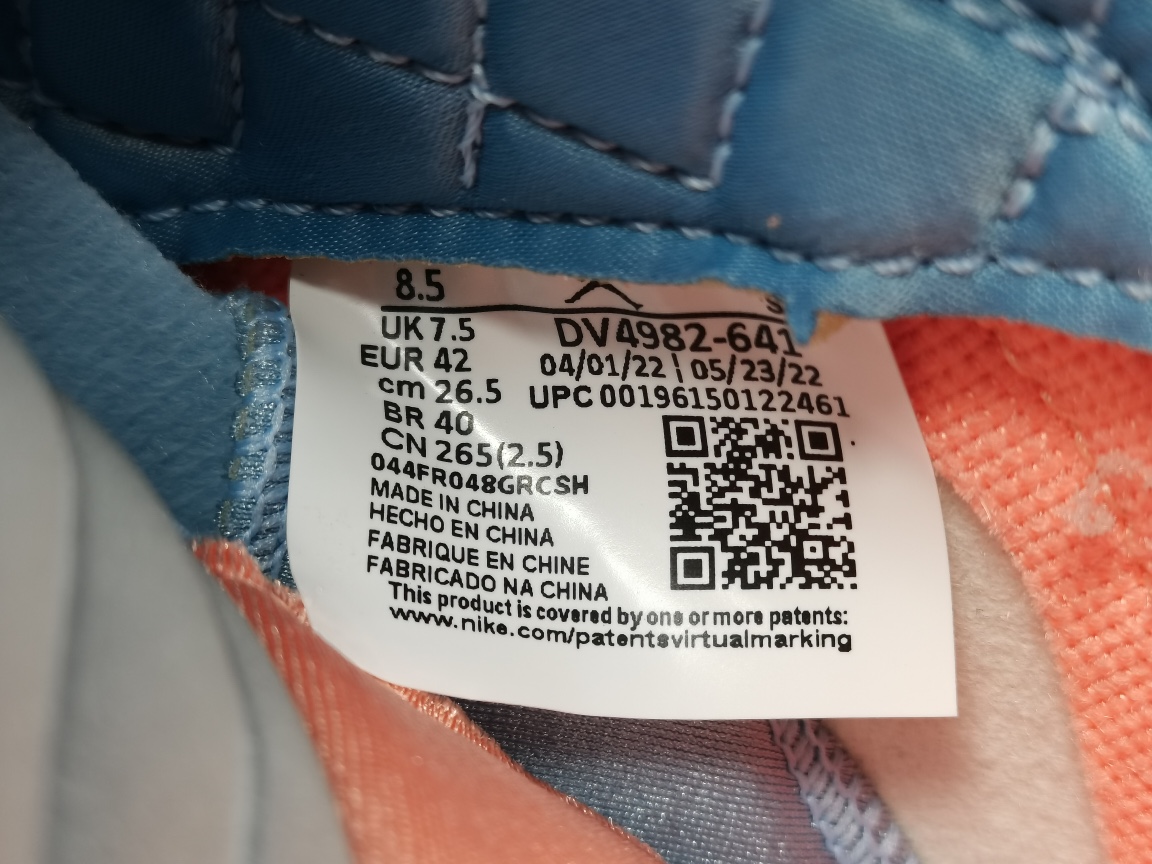 8.5
UK 7.5
EUR 42
cm 26.5
BR 40
CN 265(2.5)
DV4982-641
04/01/22 \ 05/23/22
UPC 00196150122461
044FR048GRCSH
MADE IN CHINA
HECHO EN CHINA
FABRIQUE EN CHINE
FABRICADO NA CHINA
This product is covered by one or more patents:
www.nike.com/patentsvirtualmarking